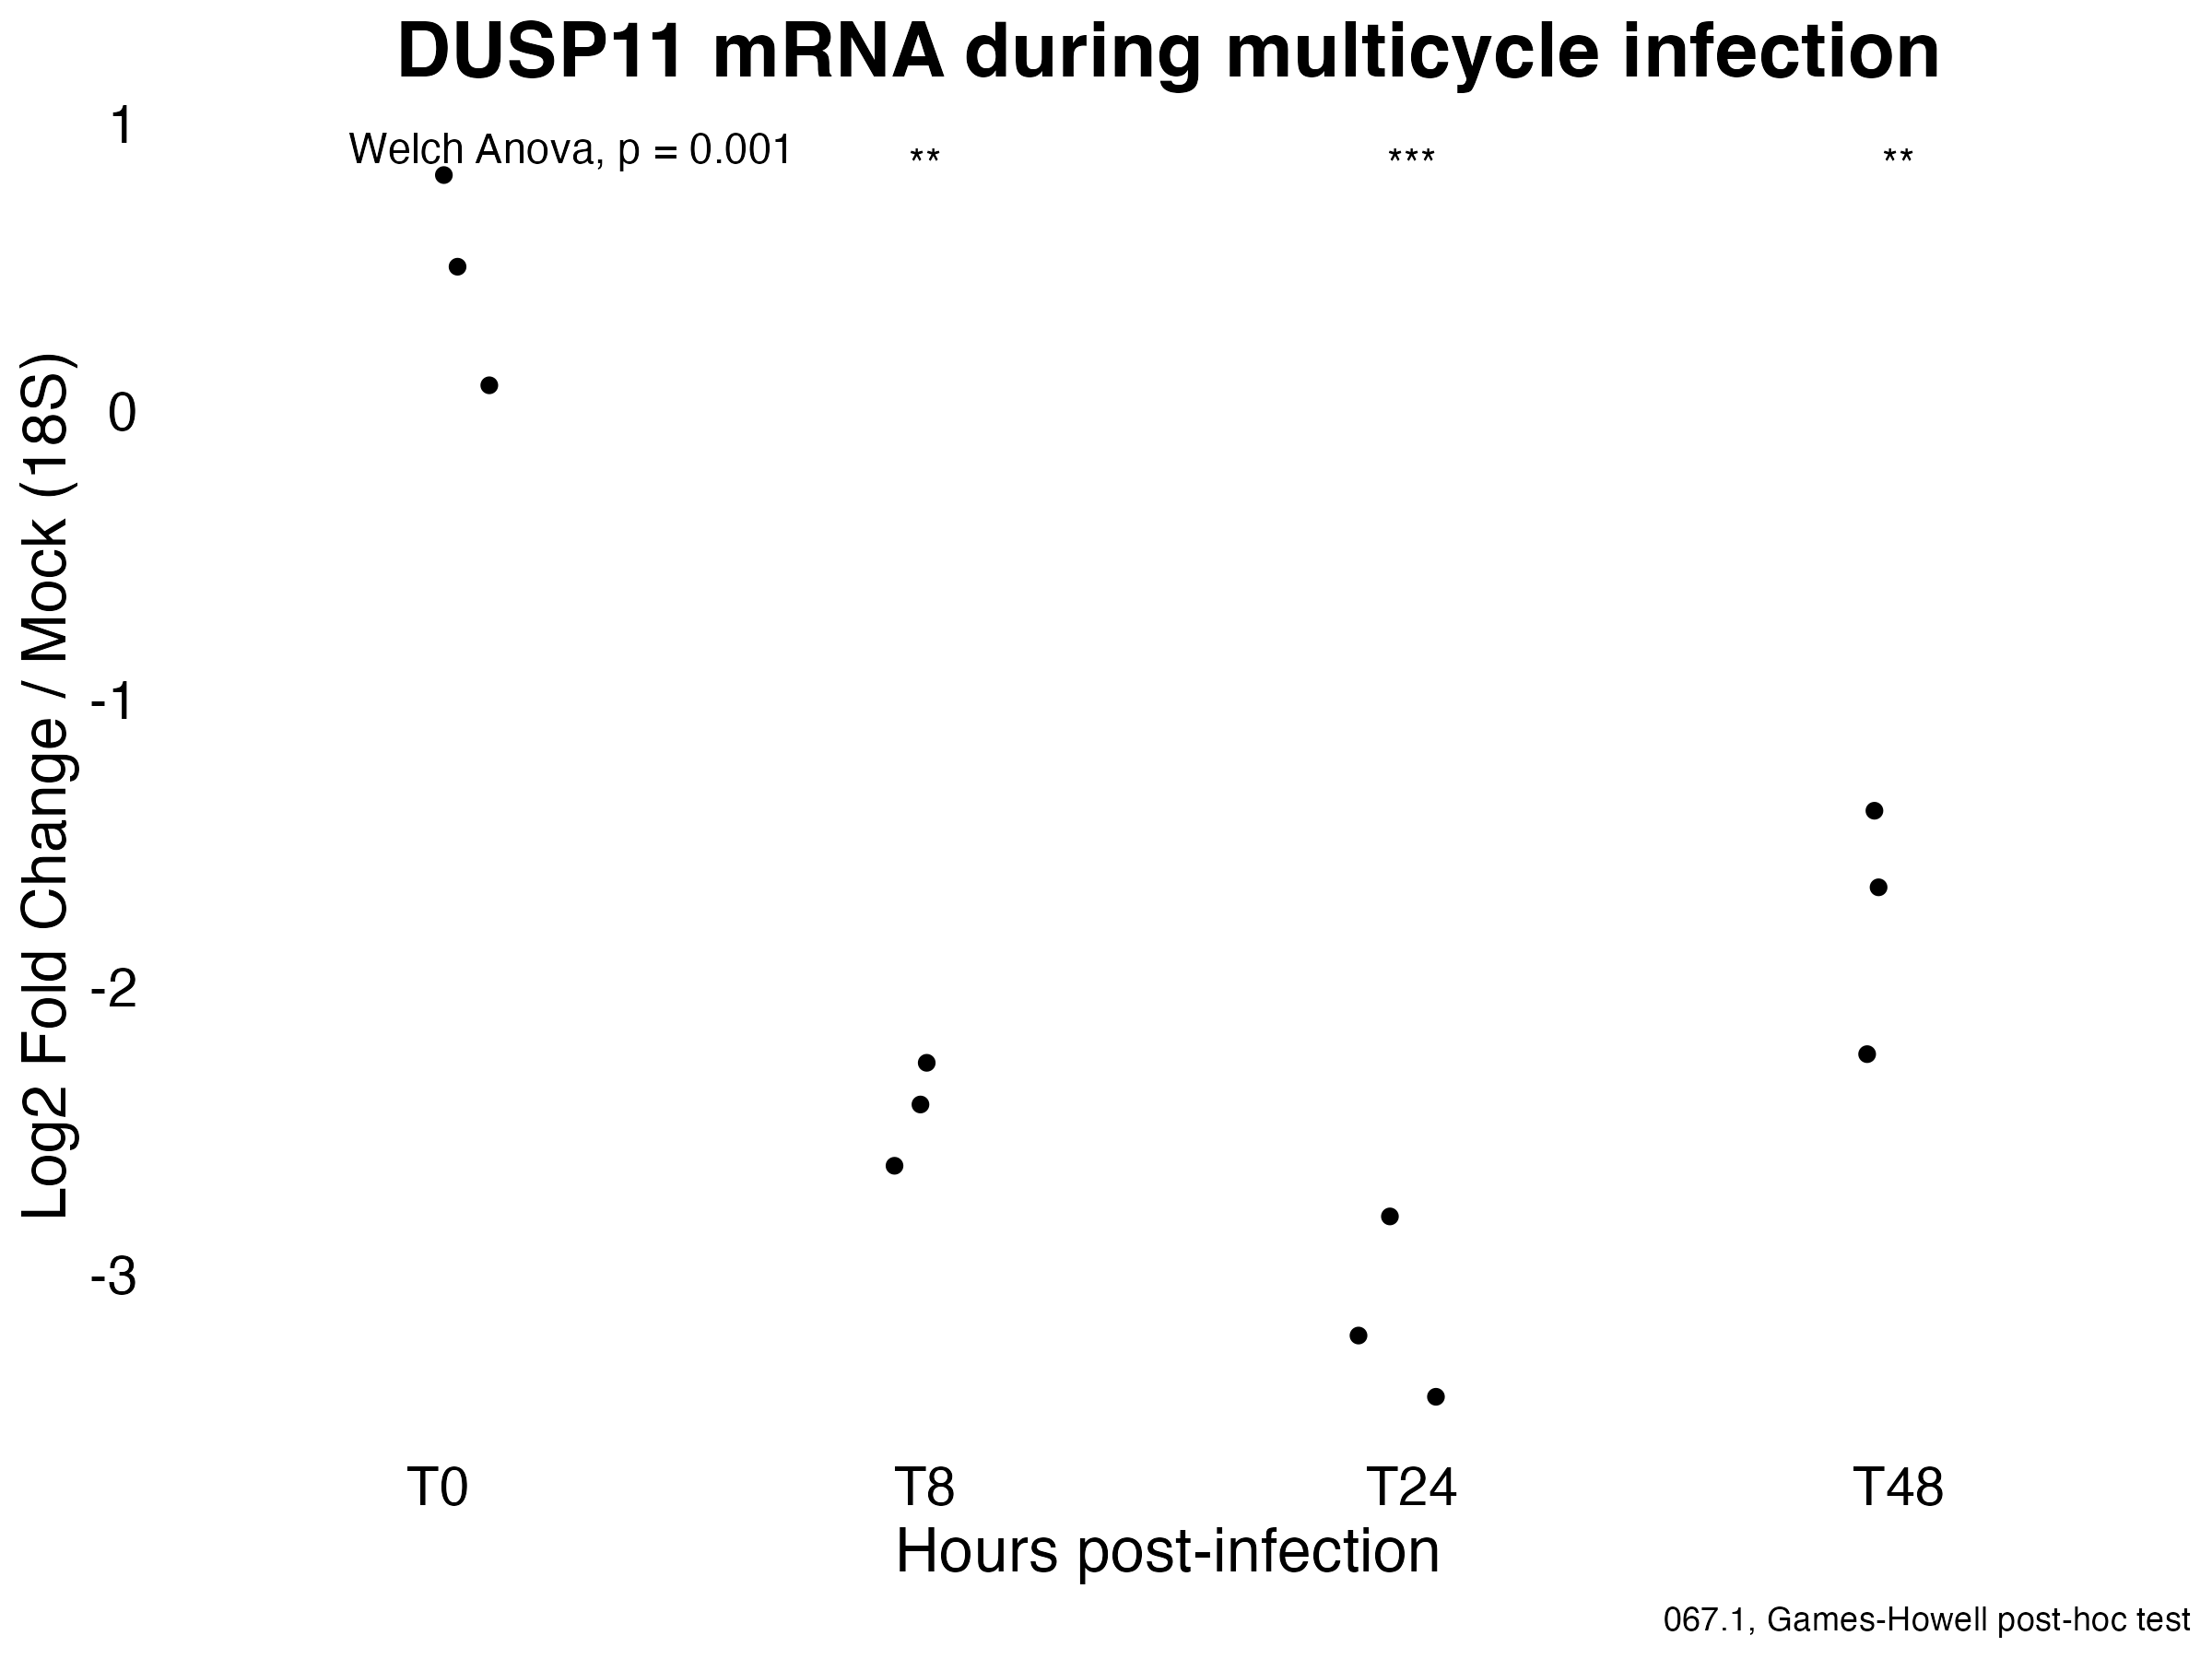 DUSP11 mRNA during multicycle infection
1
Welch Anova, p = 0.001 ** *** **
0
-1
-2
-3
Log2 Fold Change / Mock (18S)
T0 T8 T24 T48
Hours post-infection
067.1, Games-Howell post-hoc test